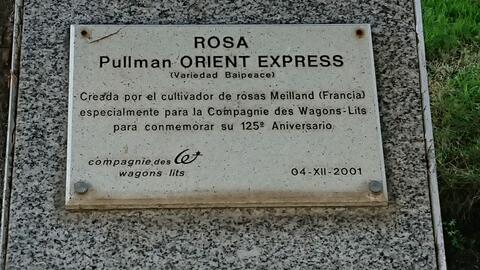 ROSA
Pullman ORIENT EXPRESS
(Variedad Baipeace)
Creada por el cultivador de rosas Meilland (Francia)
especialmente para la Compagnie des Wagons-Lits
para conmemorar su 125º Aniversario
compagnie des
wagons lits
04-XII-2001